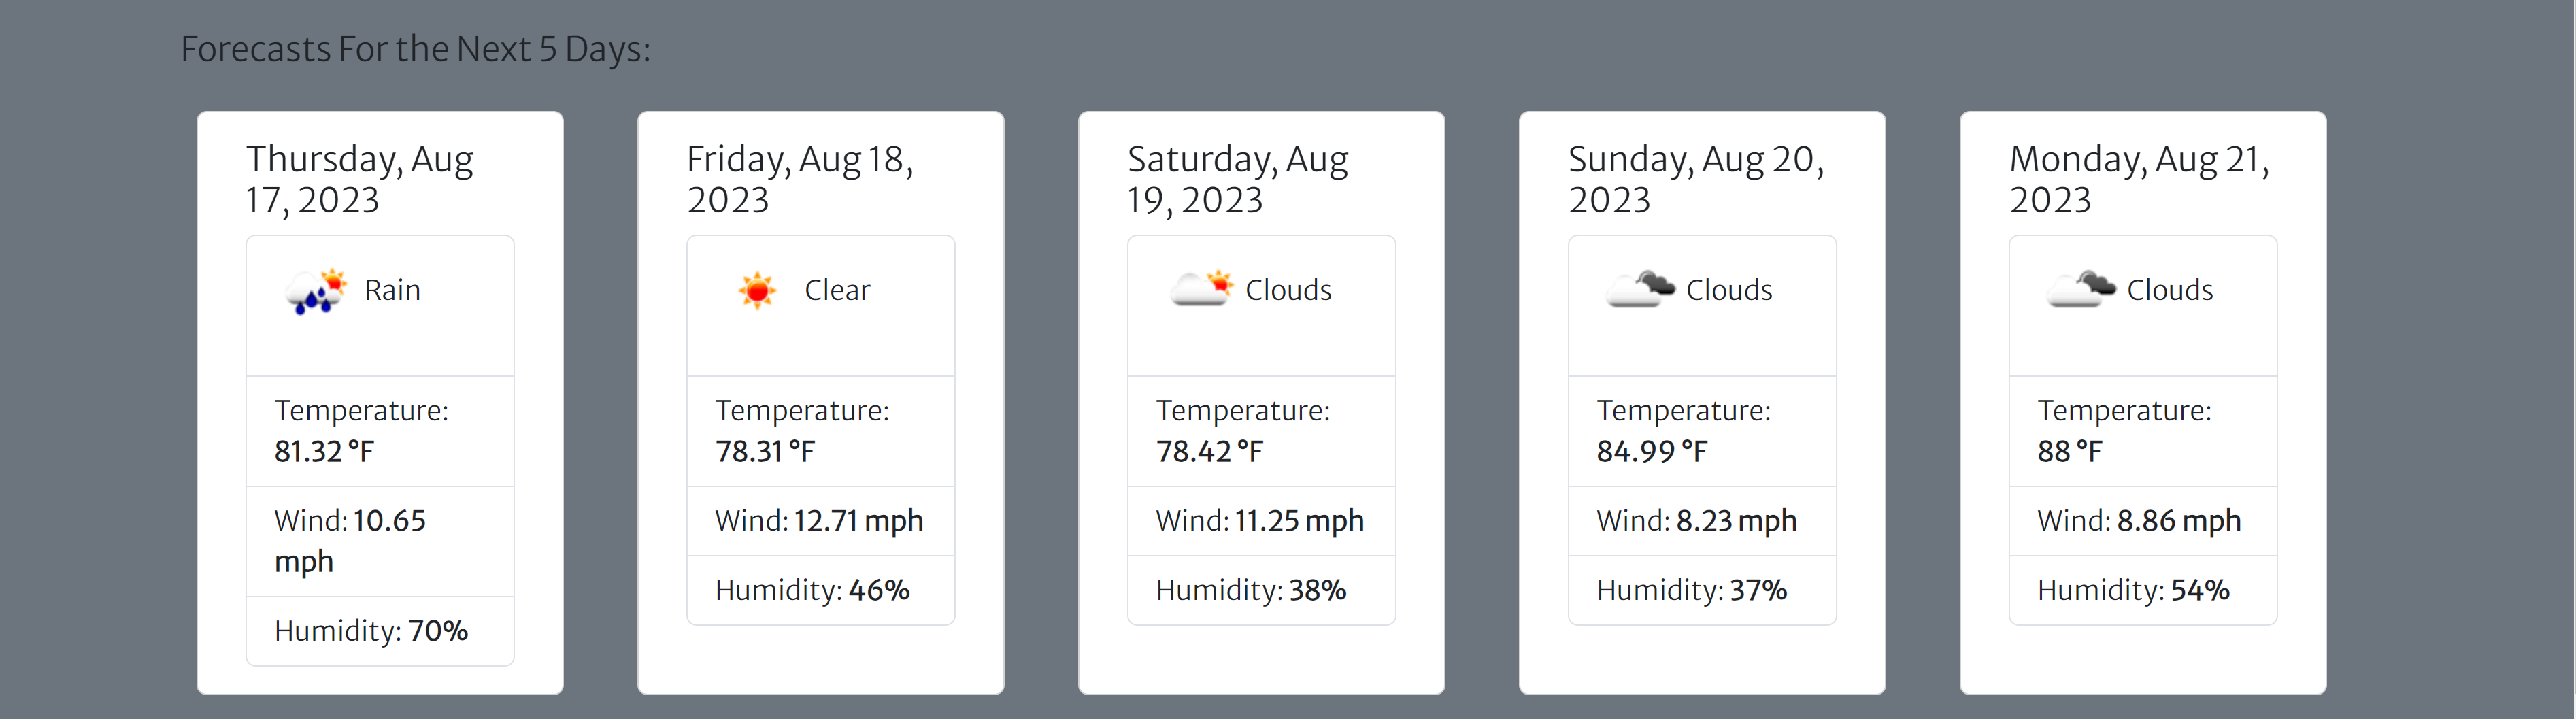 Forecasts For the Next 5 Days:
Thursday, Aug
17, 2023
Rain
Temperature:
81.32 °F
Wind: 10.65
mph
Humidity: 70%
Friday, Aug 18,
2023
Clear
Temperature:
78.31 °F
Wind: 12.71 mph
Humidity: 46%
Saturday, Aug
19, 2023
Clouds
Temperature:
78.42 °F
Wind: 11.25 mph
Humidity: 38%
Sunday, Aug 20,
2023
Clouds
Temperature:
84.99 °F
Wind: 8.23 mph
Humidity: 37%
Monday, Aug 21,
2023
Clouds
Temperature:
88 °F
Wind: 8.86 mph
Humidity: 54%